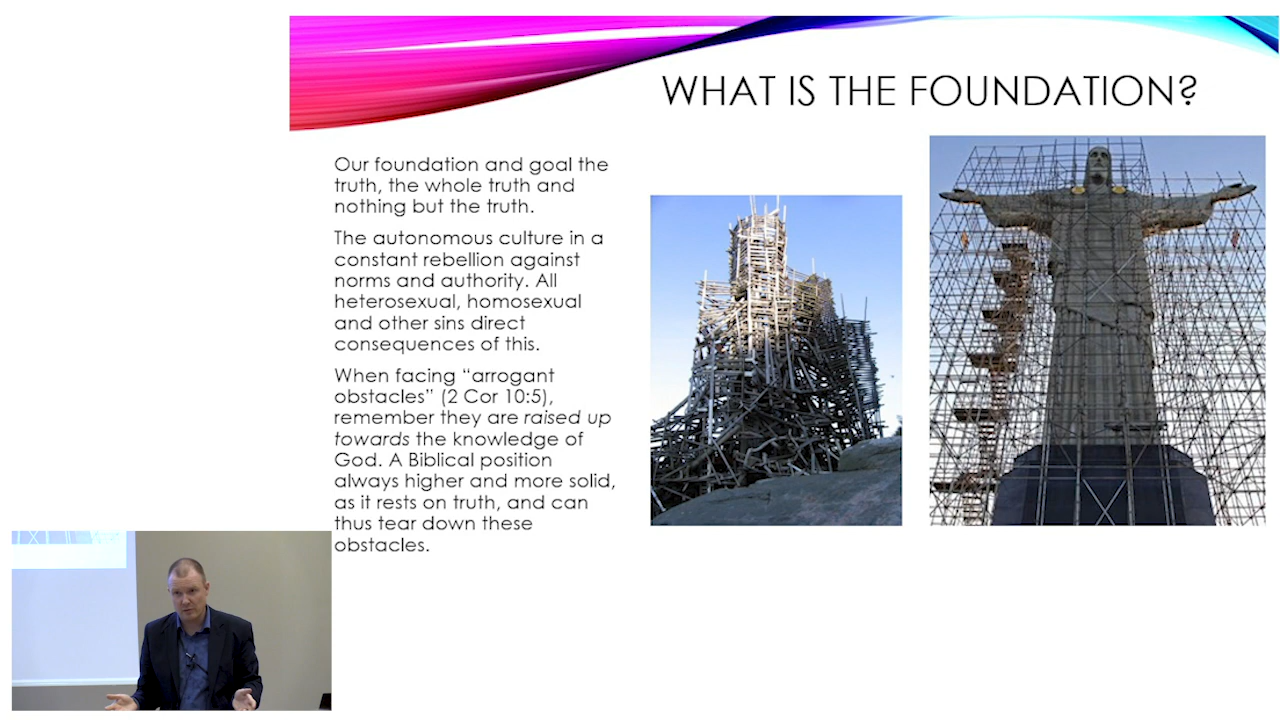 WHAT IS THE FOUNDATION?
Our foundation and goal the
truth, the whole truth and
nothing but the truth.
The autonomous culture in a
constant rebellion against
norms and authority. All
heterosexual, homosexual
and other sins direct
consequences of this.
When facing “arrogant
obstacles” (2 Cor 10:5),
remember they are raised up
towards the knowledge of
God. A Biblical position
always higher and more solid,
as it rests on truth, and can
thus tear down these
obstacles.